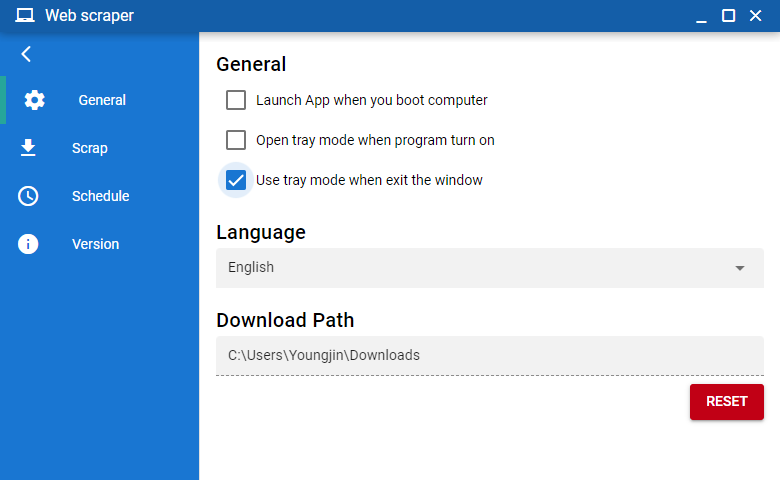 Web scraper
General
Scrap
Schedule
Version
General
Launch App when you boot computer
Open tray mode when program turn on
Use tray mode when exit the window
Language
English
Download Path
C:\Users\Youngjin\Downloads
RESET